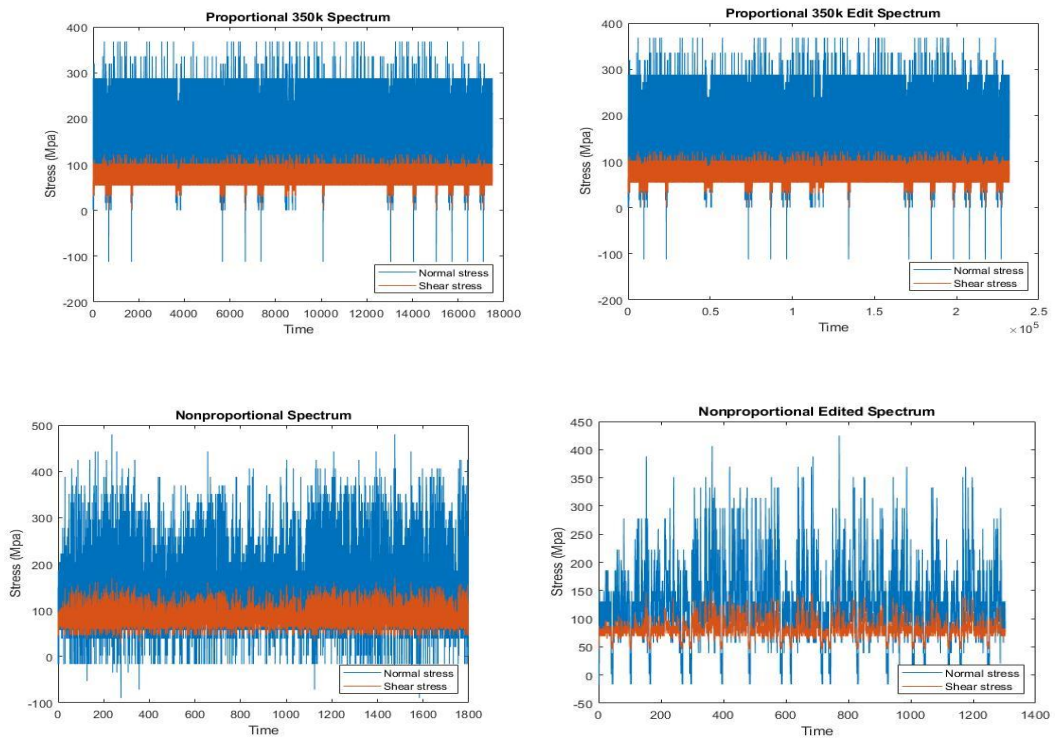 Proportional 350k Spectrum
400
300
200
100
0
-100
-200
Stress (Mpa)
0 2000 4000 6000 8000 10000 12000 14000 16000 18000
Time
Normal stress
Shear stress
Proportional 350k Edit Spectrum
400
300
200
100
0
-100
-200
Stress (Mpa)
0 0.5 1 1.5 2 2.5
× 10^5
Time
Normal stress
Shear stress
Nonproportional Spectrum
500
400
300
200
100
0
-100
Stress (Mpa)
0 200 400 600 800 1000 1200 1400 1600 1800
Time
Normal stress
Shear stress
Nonproportional Edited Spectrum
450
400
350
300
250
200
150
100
50
0
-50
Stress (Mpa)
0 200 400 600 800 1000 1200 1400
Time
Normal stress
Shear stress